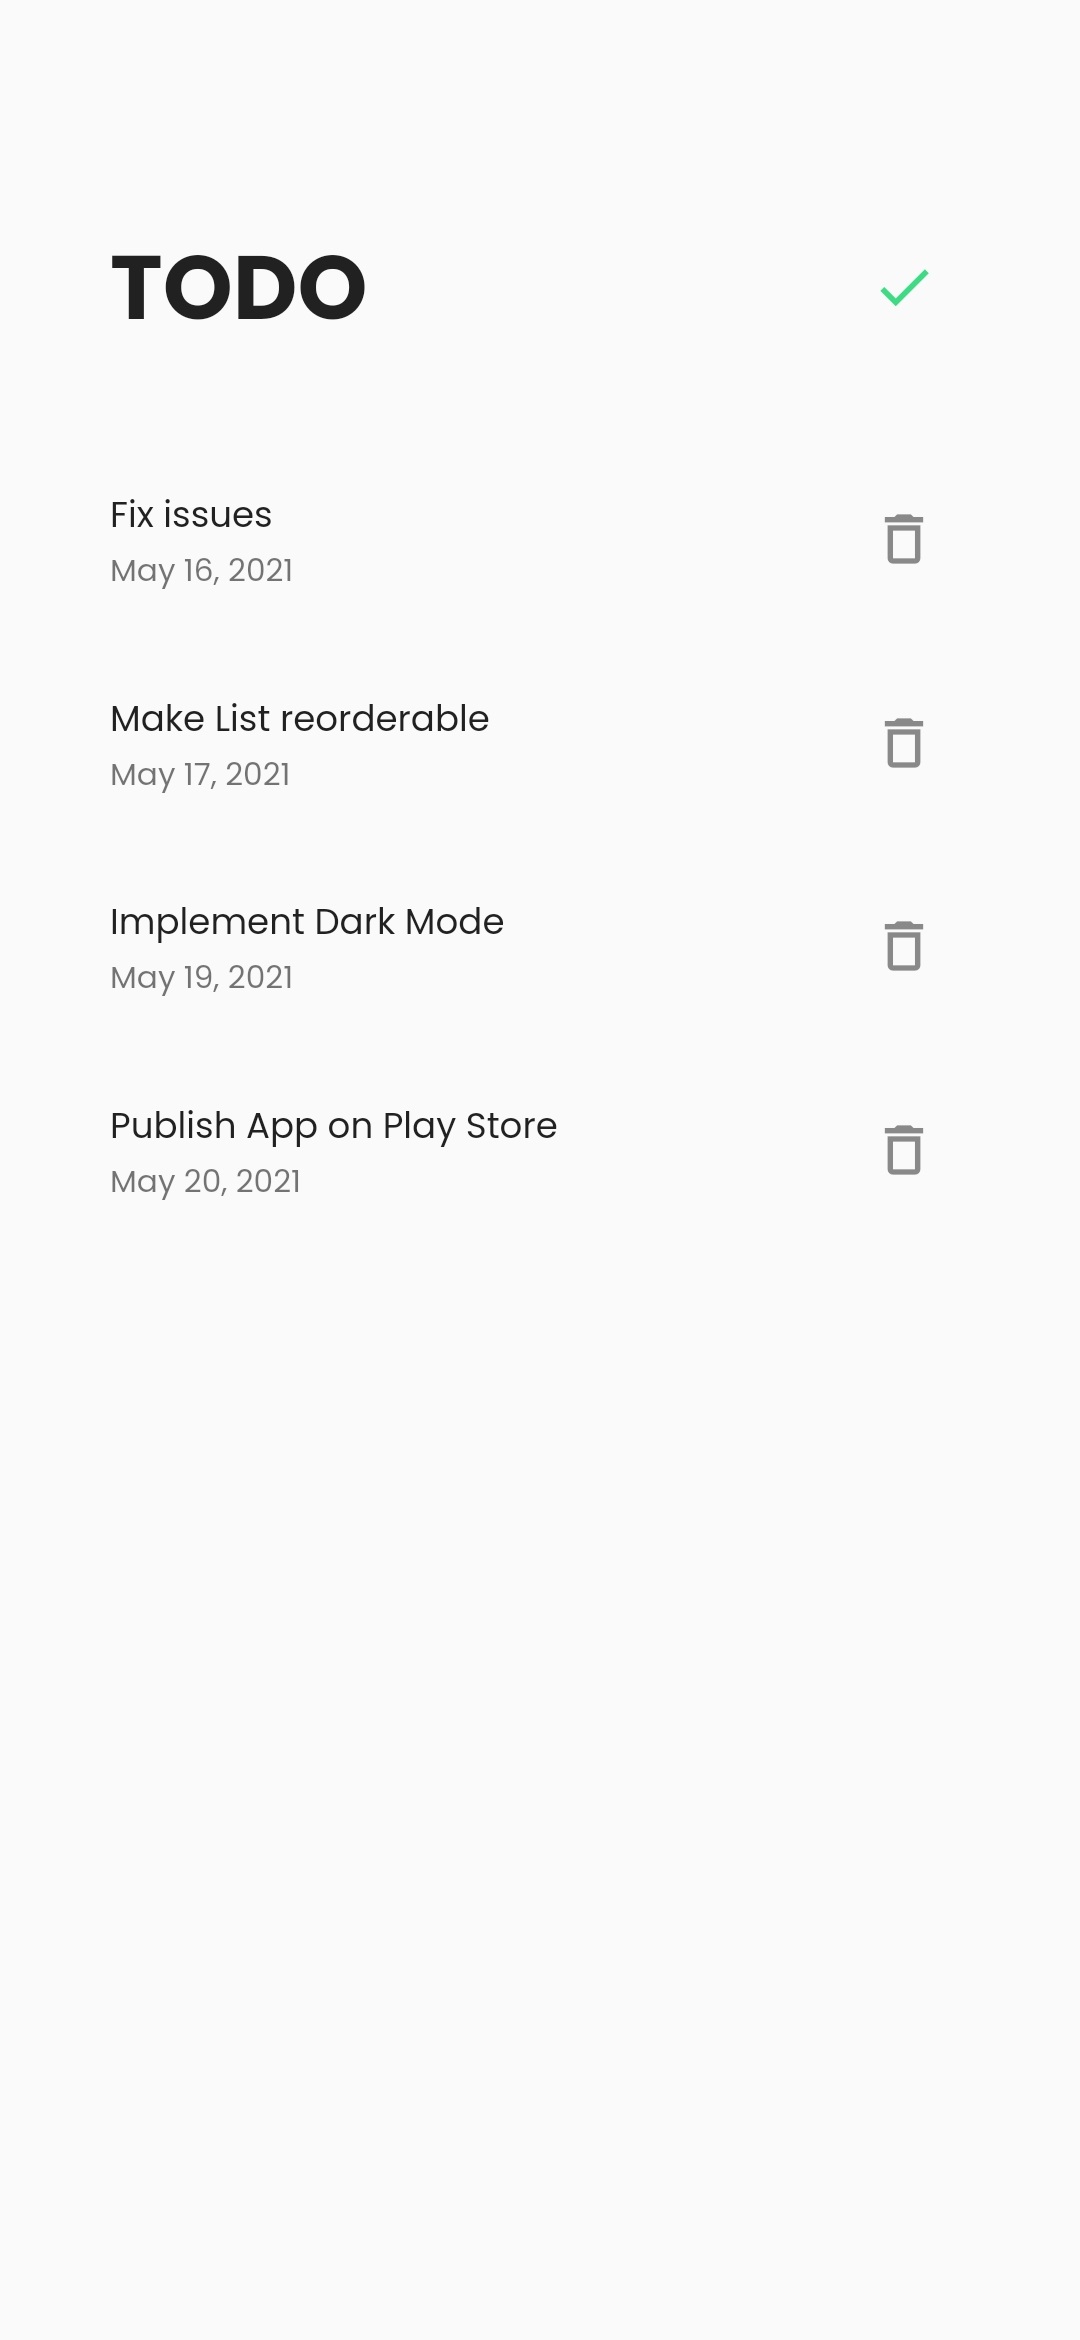 TODO
Fix issues
May 16, 2021
Make List reorderable
May 17, 2021
Implement Dark Mode
May 19, 2021
Publish App on Play Store
May 20, 2021